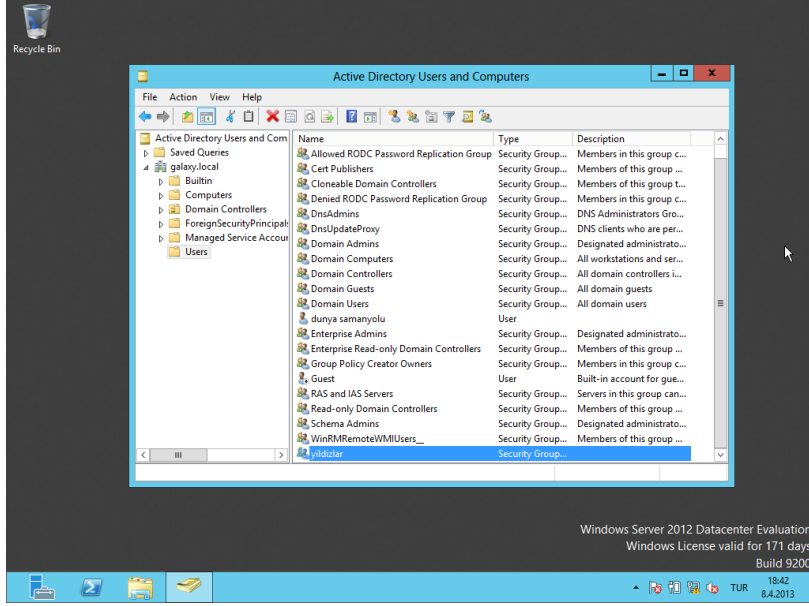 Recycle Bin
Active Directory Users and Computers
File Action View Help
Active Directory Users and Com
Saved Queries
galaxy.local
Builtin
Computers
Domain Controllers
ForeignSecurityPrincipals
Managed Service Accour
Users
Name Type Description
Allowed RODC Password Replication Group Security Group... Members in this group c...
Cert Publishers Security Group... Members of this group ...
Cloneable Domain Controllers Security Group... Members of this group t...
Denied RODC Password Replication Group Security Group... Members in this group c...
DnsAdmins Security Group... DNS Administrators Gro...
DnsUpdateProxy Security Group... DNS clients who are per...
Domain Admins Security Group... Designated administrato...
Domain Computers Security Group... All workstations and ser...
Domain Controllers Security Group... All domain controllers i...
Domain Guests Security Group... All domain guests
Domain Users Security Group... All domain users
dunya samanyolu User
Enterprise Admins Security Group... Designated administrato...
Enterprise Read-only Domain Controllers Security Group... Members of this group ...
Group Policy Creator Owners Security Group... Members in this group c...
Guest User Built-in account for gue...
RAS and IAS Servers Security Group... Servers in this group can...
Read-only Domain Controllers Security Group... Members of this group ...
Schema Admins Security Group... Designated administrato...
WinRMRemoteWMIUsers__ Security Group... Members of this group ...
yildizlar Security Group...
Windows Server 2012 Datacenter Evaluation
Windows License valid for 171 days
Build 9200
TUR
18:42
8.4.2013